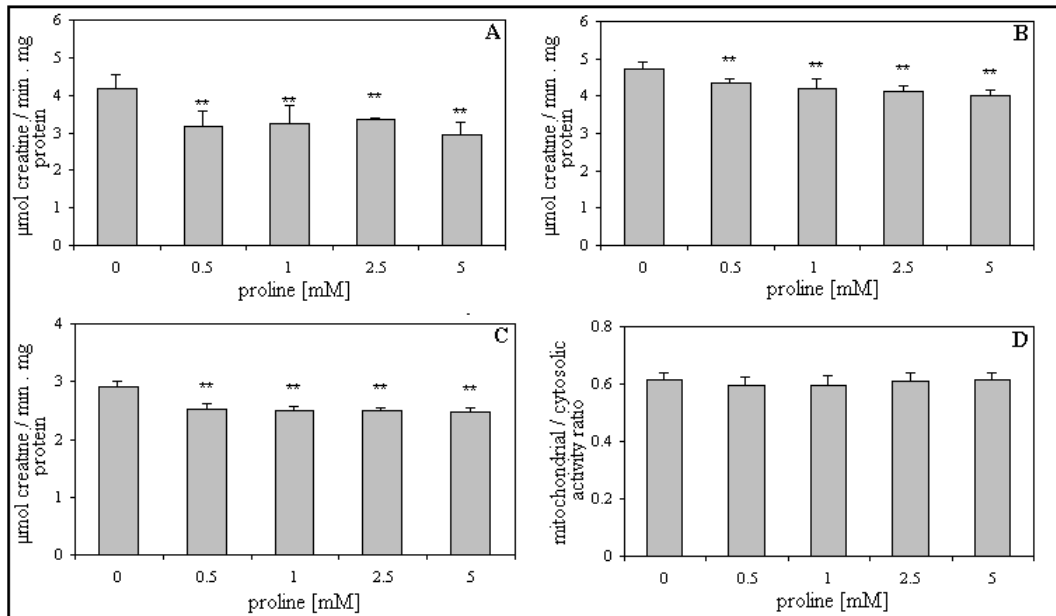 A
μmol creatine / min . mg
protein
6
5
4
3
2
1
0
** ** ** **
0 0.5 1 2.5 5
proline [mM]
B
μmol creatine / min. mg
protein
6
5
4
3
2
1
0
** ** ** **
0 0.5 1 2.5 5
proline [mM]
C
μmol creatine / min . mg
protein
4
3
2
1
0
** ** ** **
0 0.5 1 2.5 5
proline [mM]
D
mitochondrial / cytosolic
activity ratio
0.8
0.6
0.4
0.2
0
0 0.5 1 2.5 5
proline [mM]